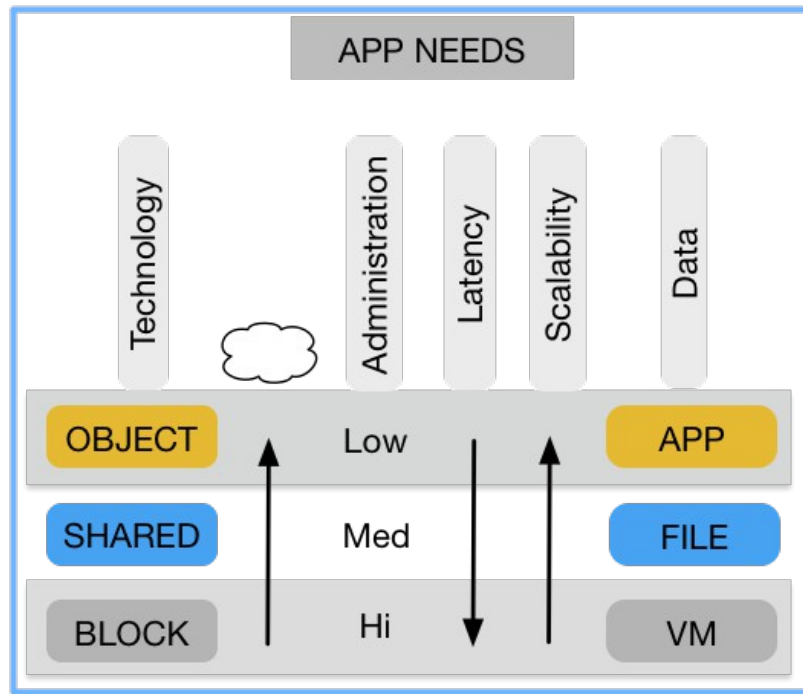 APP NEEDS
Technology
Administration
Latency
Scalability
Data
OBJECT
Low
APP
SHARED
Med
FILE
BLOCK
Hi
VM